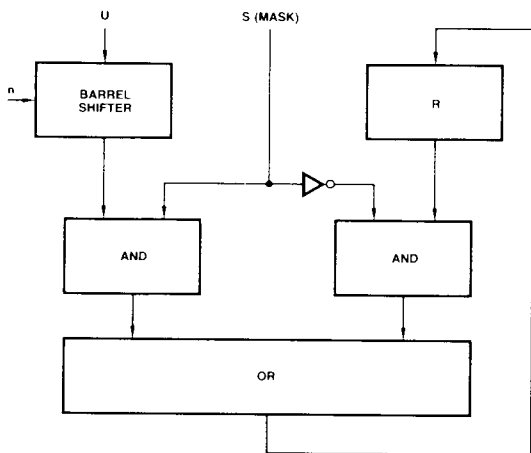 U
S (MASK)
n
BARREL
SHIFTER
R
AND
AND
OR